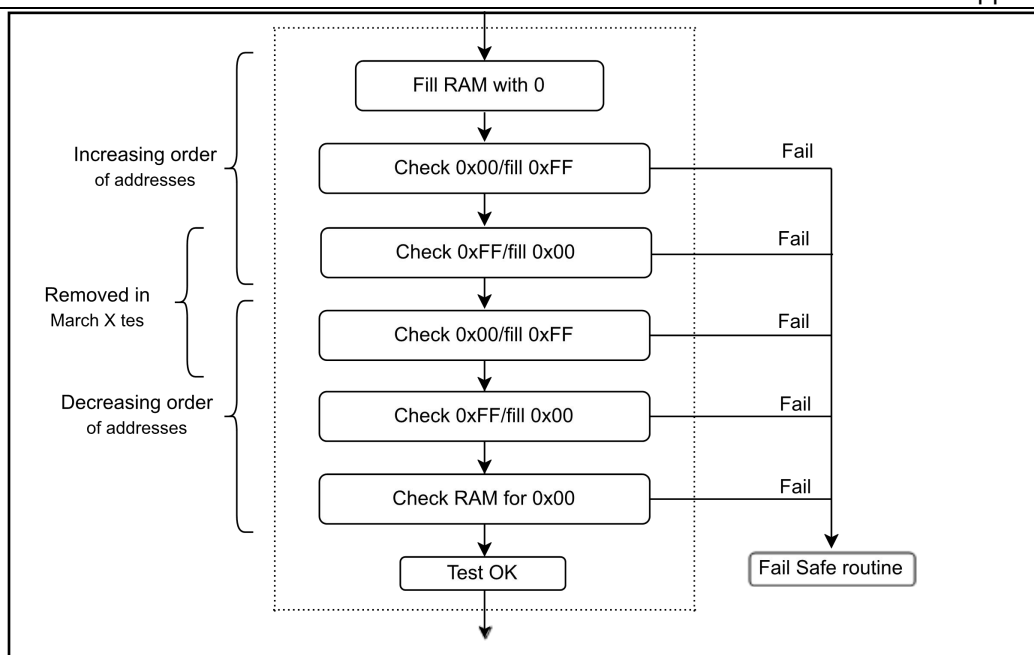 Fill RAM with 0
Increasing order
of addresses
Check 0x00/fill 0xFF
Fail
Check 0xFF/fill 0x00
Fail
Removed in
March X tes
Check 0x00/fill 0xFF
Fail
Decreasing order
of addresses
Check 0xFF/fill 0x00
Fail
Check RAM for 0x00
Fail
Test OK
Fail Safe routine